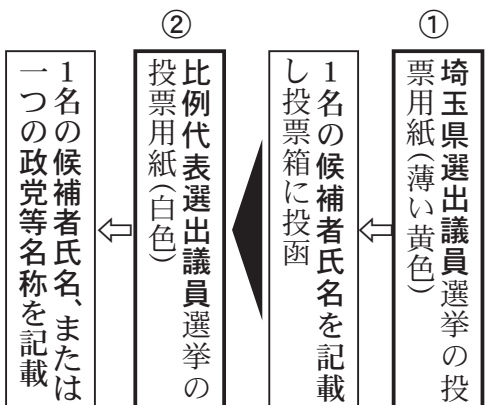 ①
埼玉県選出議員選挙の投
票用紙（薄い黄色）
1名の候補者氏名を記載
し投票箱に投函
②
比例代表選出議員選挙の
投票用紙（白色）
1名の候補者氏名、または
一つの政党等名称を記載